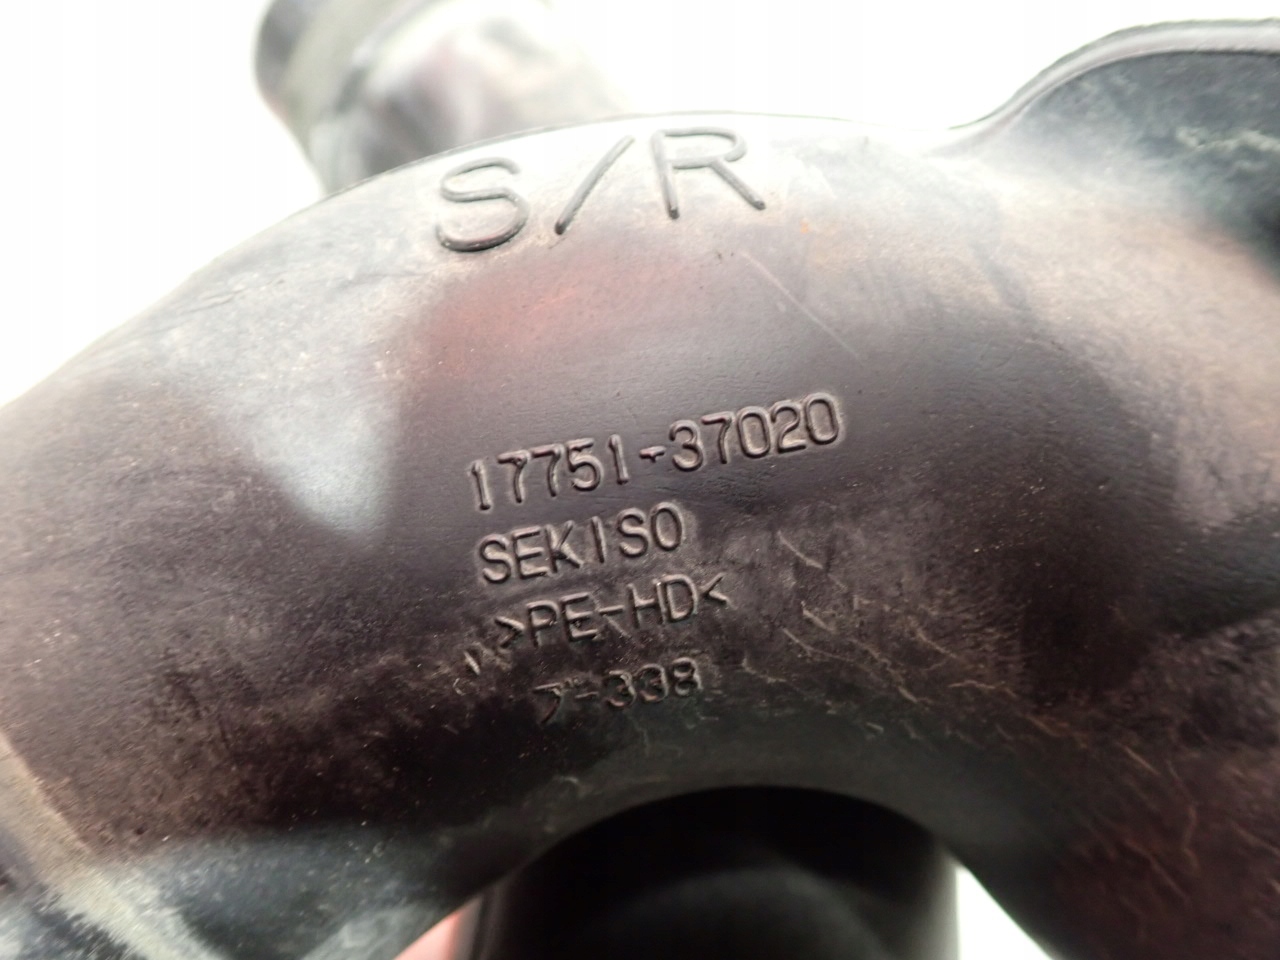 S/R
17751-37020
SEKISO
>PE-HD<
ブ-338